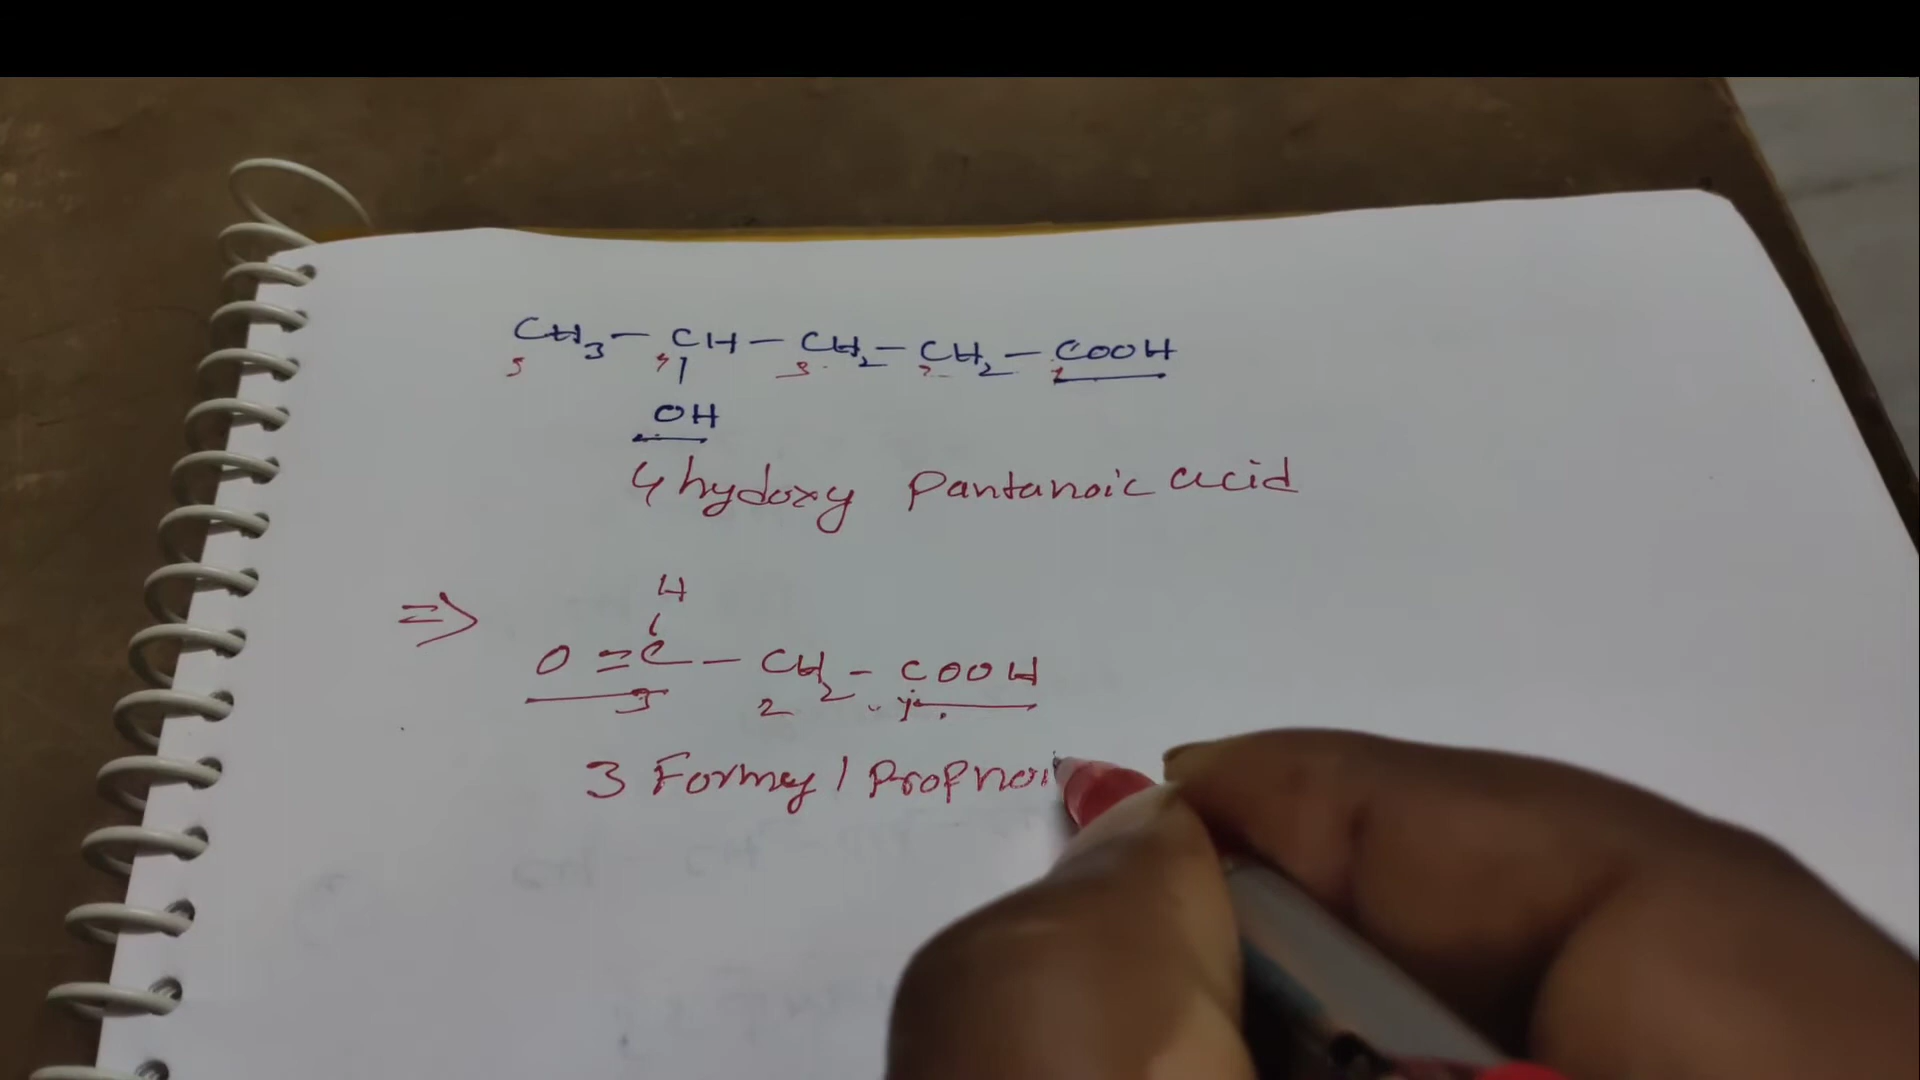 CH3 - CH - CH2 - CH2 - COOH
5 4 3 2 1
OH
4 hydoxy pantanoic acid
H
=> O = C - CH2 - COOH
3 2 1
3 Formyl Propnoi